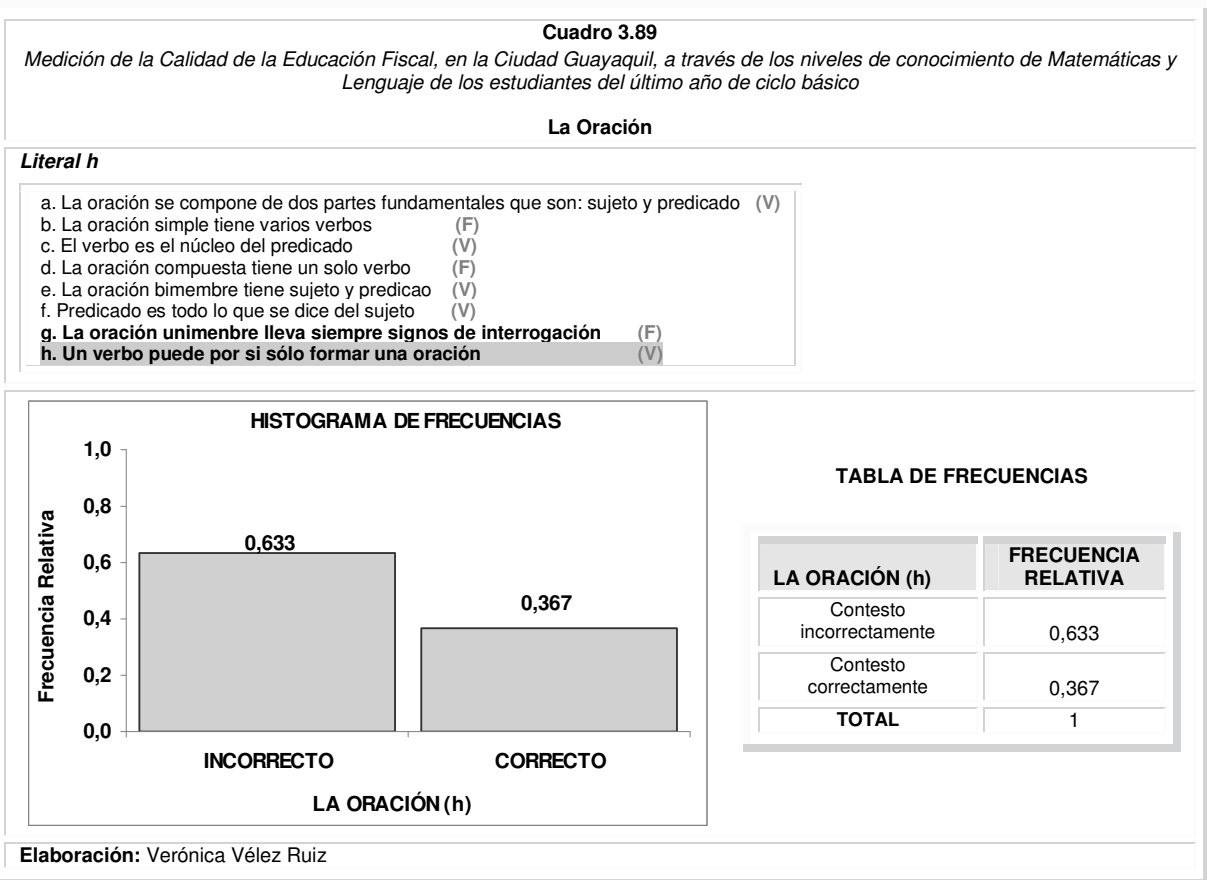 Cuadro 3.89
Medición de la Calidad de la Educación Fiscal, en la Ciudad Guayaquil, a través de los niveles de conocimiento de Matemáticas y
Lenguaje de los estudiantes del último año de ciclo básico
La Oración
Literal h
a. La oración se compone de dos partes fundamentales que son: sujeto y predicado (V)
b. La oración simple tiene varios verbos (F)
c. El verbo es el núcleo del predicado (V)
d. La oración compuesta tiene un solo verbo (F)
e. La oración bimembre tiene sujeto y predicao (V)
f. Predicado es todo lo que se dice del sujeto (V)
g. La oración unimenbre lleva siempre signos de interrogación (F)
h. Un verbo puede por si sólo formar una oración (V)
HISTOGRAMA DE FRECUENCIAS
Frecuencia Relativa
1,0
0,8
0,6
0,4
0,2
0,0
0,633
0,367
INCORRECTO CORRECTO
LA ORACIÓN (h)
TABLA DE FRECUENCIAS
LA ORACIÓN (h) FRECUENCIA
RELATIVA
Contesto
incorrectamente 0,633
Contesto
correctamente 0,367
TOTAL 1
Elaboración: Verónica Vélez Ruiz